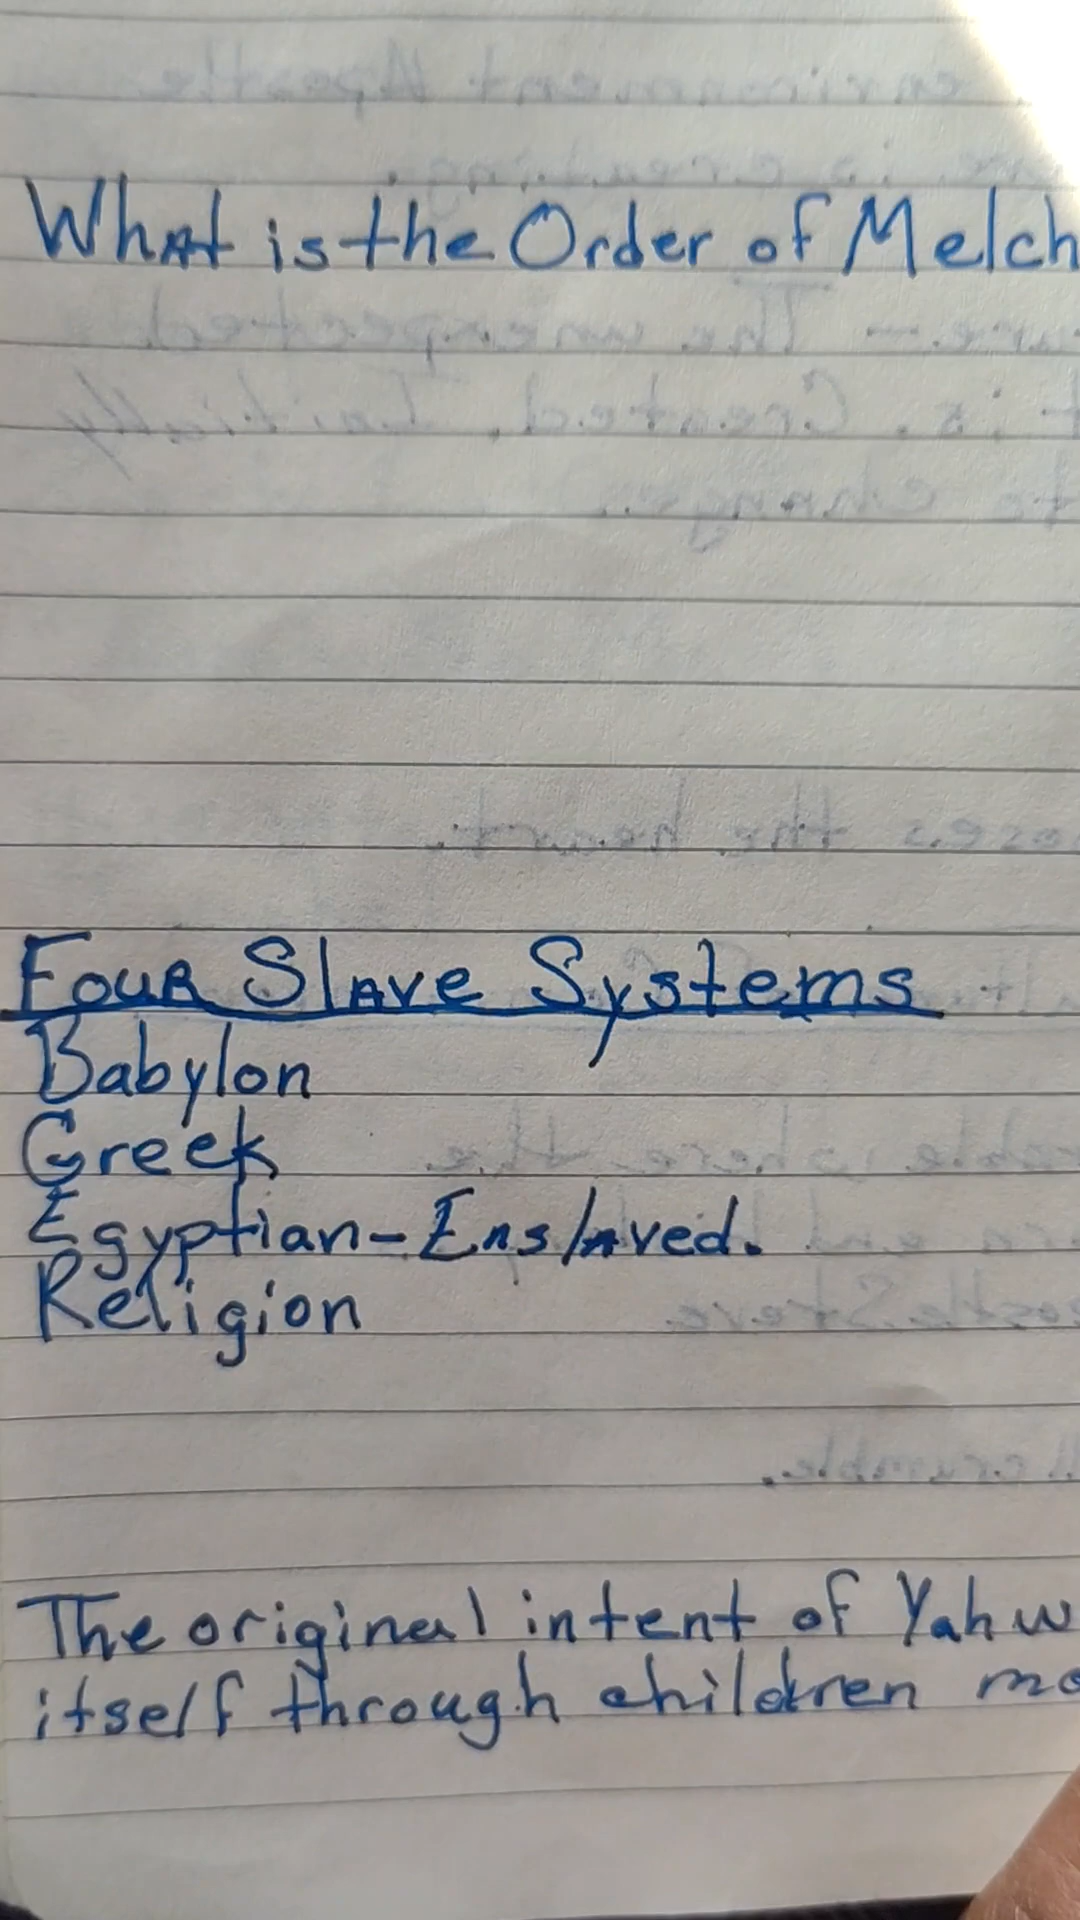 What is the Order of Melch
Four Slave Systems
Babylon
Greek
Egyptian - Enslaved.
Religion
The original intent of Yahw
itself through children mo